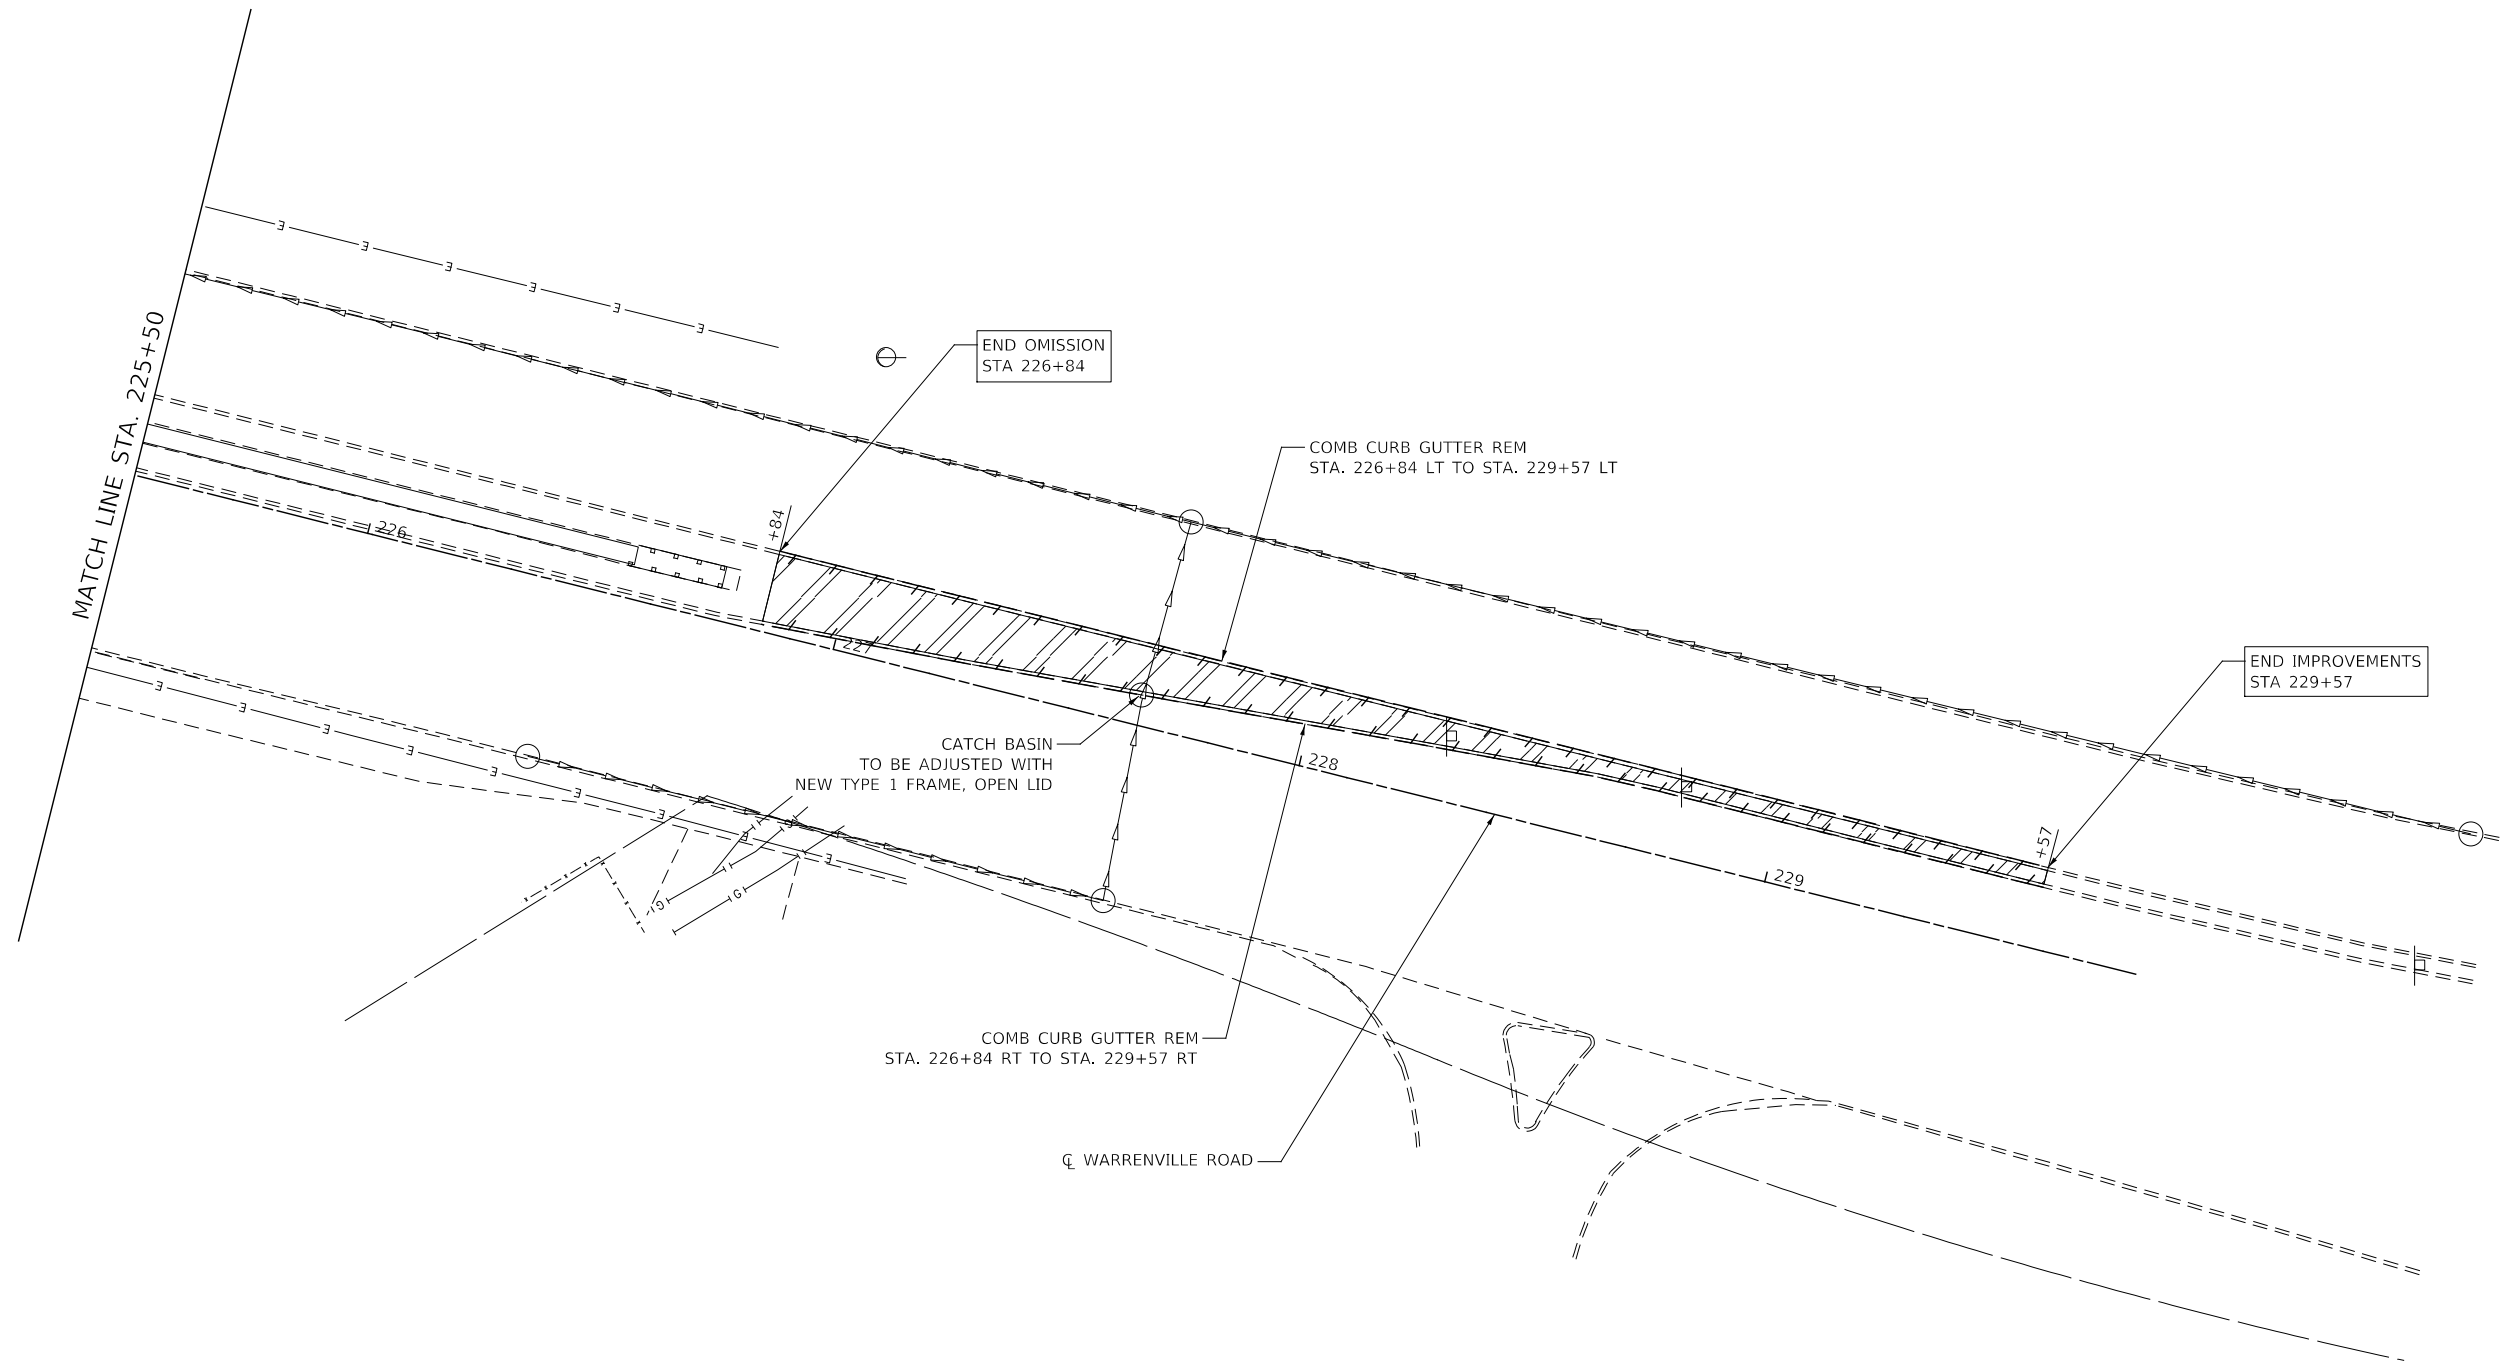 MATCH LINE STA. 225+50
E
E
E
E
E
E
END OMISSION
STA 226+84
COMB CURB GUTTER REM
STA. 226+84 LT TO STA. 229+57 LT
+84
226
227
END IMPROVEMENTS
STA 229+57
CATCH BASIN
TO BE ADJUSTED WITH
NEW TYPE 1 FRAME, OPEN LID
228
+57
229
E
E
E
E
E
E
E
E
E
G
G
G
COMB CURB GUTTER REM
STA. 226+84 RT TO STA. 229+57 RT
℄ WARRENVILLE ROAD